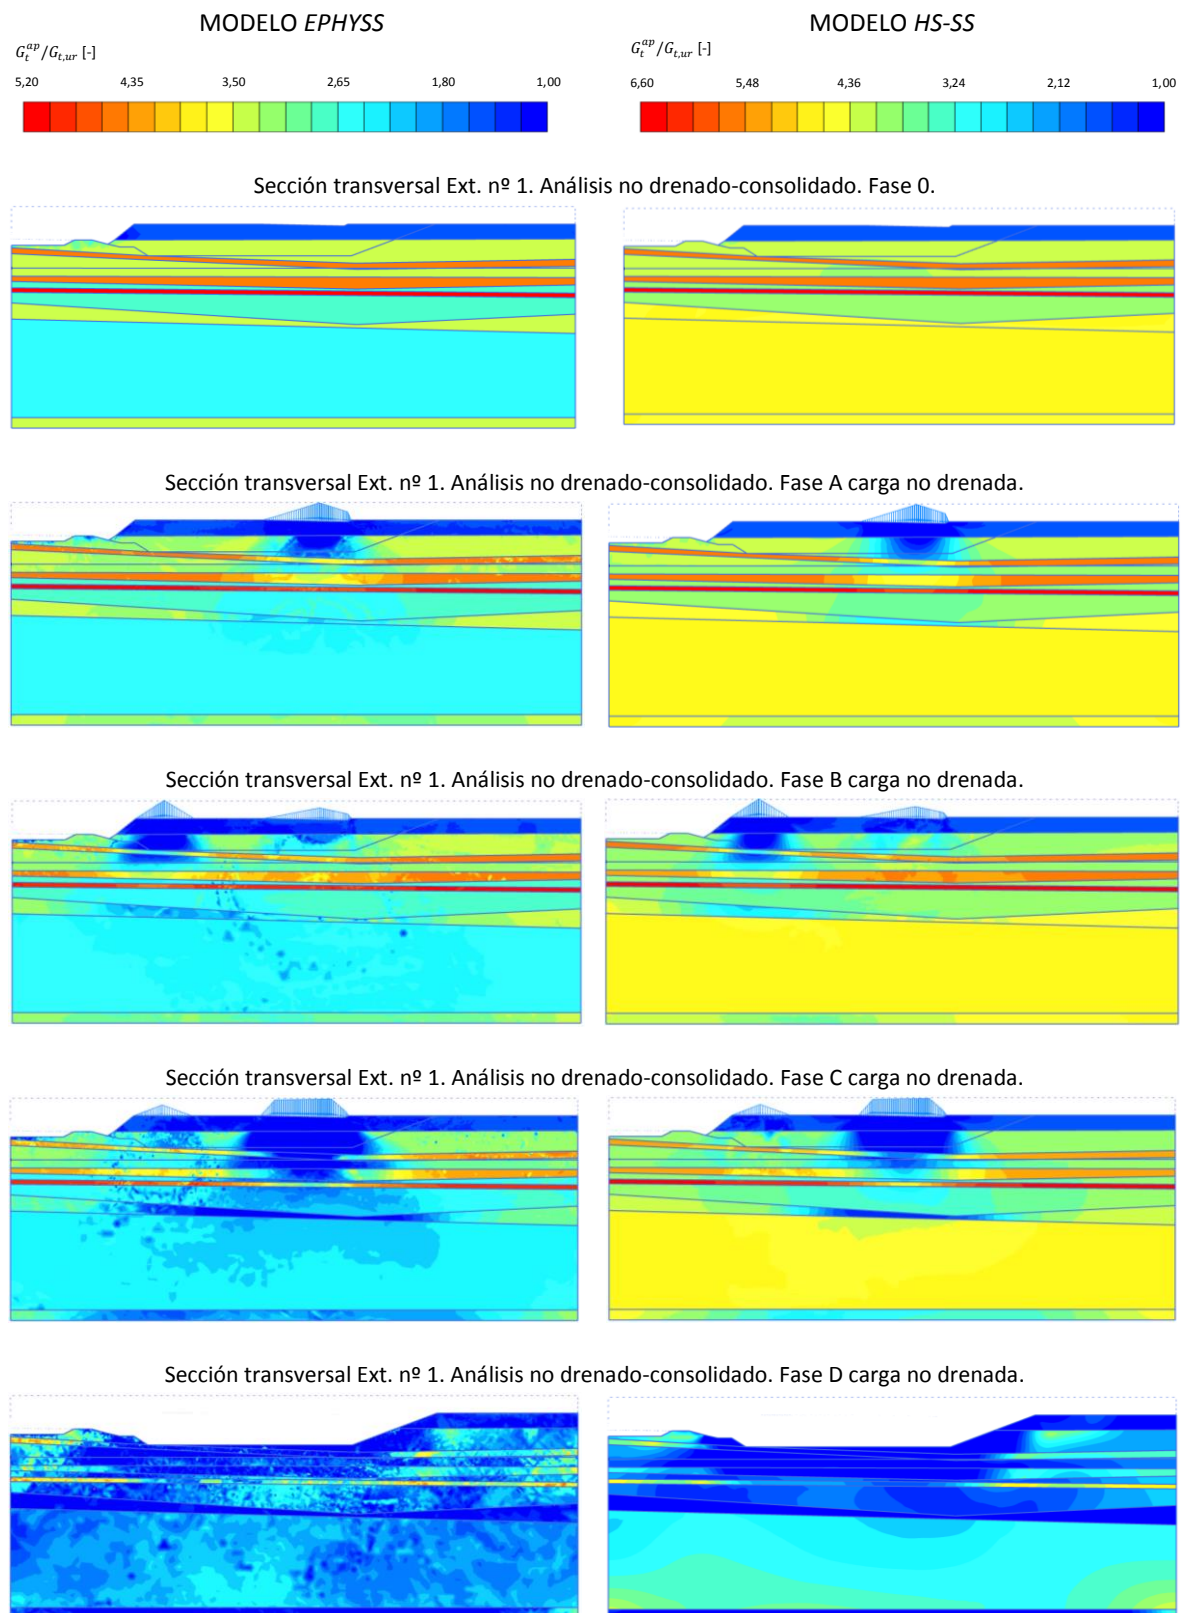 MODELO EPHYSS
MODELO HS-SS
G_t^{ap}/G_{t,ur} [-]
G_t^{ap}/G_{t,ur} [-]
5,20 4,35 3,50 2,65 1,80 1,00
6,60 5,48 4,36 3,24 2,12 1,00
Sección transversal Ext. nº 1. Análisis no drenado-consolidado. Fase 0.
Sección transversal Ext. nº 1. Análisis no drenado-consolidado. Fase A carga no drenada.
Sección transversal Ext. nº 1. Análisis no drenado-consolidado. Fase B carga no drenada.
Sección transversal Ext. nº 1. Análisis no drenado-consolidado. Fase C carga no drenada.
Sección transversal Ext. nº 1. Análisis no drenado-consolidado. Fase D carga no drenada.